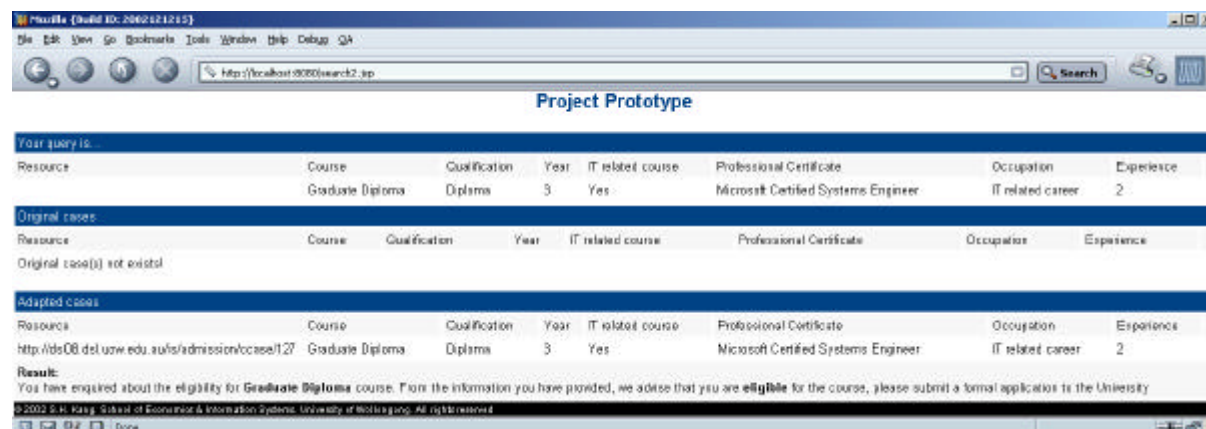 Mozilla {Build ID: 2002121215}
File Edit View Go Bookmarks Tools Window Help Debug QA
http://localhost:8080/search2.jsp Search
Project Prototype
Your query is...
Resource Course Qualification Year IT related course Professional Certificate Occupation Experience
Graduate Diploma Diploma 3 Yes Microsoft Certified Systems Engineer IT related career 2
Original cases
Resource Course Qualification Year IT related course Professional Certificate Occupation Experience
Original case(s) not exists!
Adapted cases
Resource Course Qualification Year IT related course Professional Certificate Occupation Experience
http://ds08.dsl.uow.edu.au/is/admission/ccase/127 Graduate Diploma Diploma 3 Yes Microsoft Certified Systems Engineer IT related career 2
Result:
You have enquired about the eligibility for Graduate Diploma course. From the information you have provided, we advise that you are eligible for the course, please submit a formal application to the University
© 2002 S.H. Kang. School of Economics & Information Systems. University of Wollongong. All rights reserved
Done